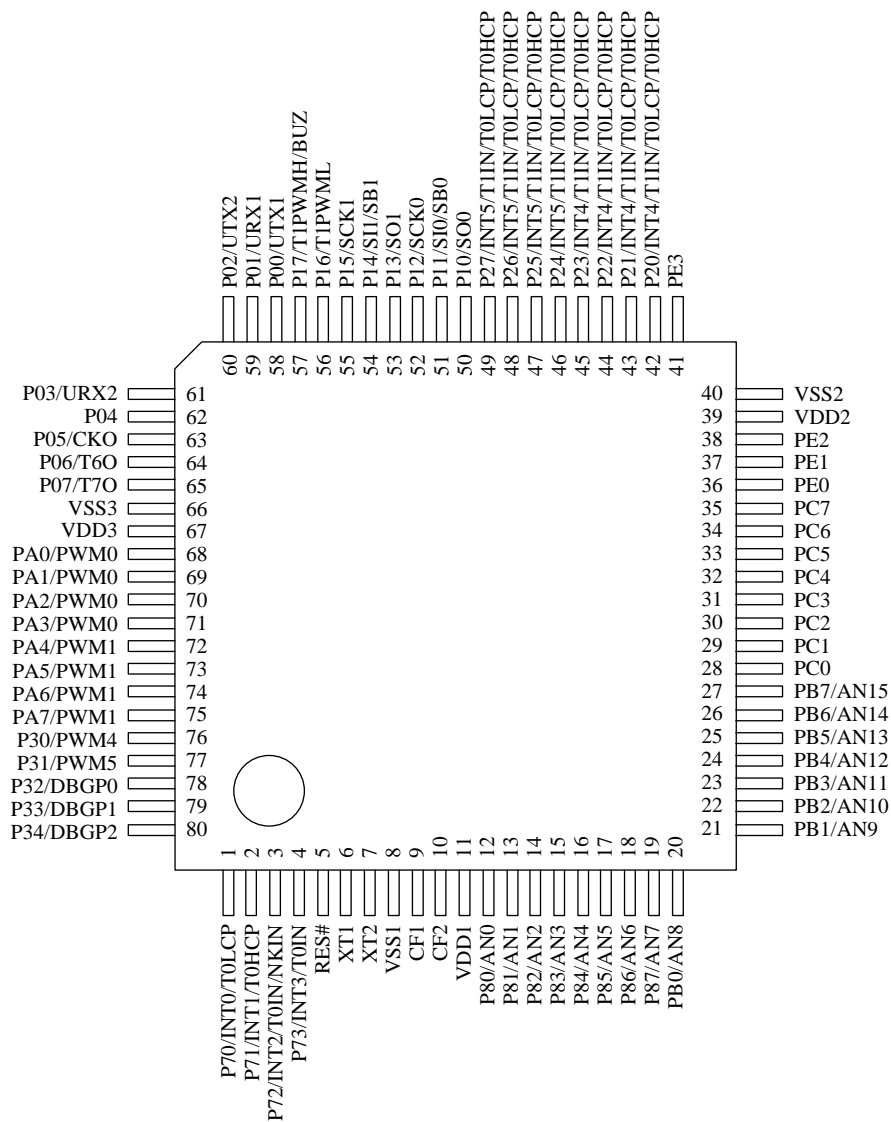 P02/UTX2
P01/URX1
P00/UTX1
P17/T1PWMH/BUZ
P16/T1PWML
P15/SCK1
P14/SI1/SB1
P13/SO1
P12/SCK0
P11/SI0/SB0
P10/SO0
P27/INT5/T1IN/T0LCP/T0HCP
P26/INT5/T1IN/T0LCP/T0HCP
P25/INT5/T1IN/T0LCP/T0HCP
P24/INT5/T1IN/T0LCP/T0HCP
P23/INT4/T1IN/T0LCP/T0HCP
P22/INT4/T1IN/T0LCP/T0HCP
P21/INT4/T1IN/T0LCP/T0HCP
P20/INT4/T1IN/T0LCP/T0HCP
PE3
60 59 58 57 56 55 54 53 52 51 50 49 48 47 46 45 44 43 42 41
P03/URX2 61 40 VSS2
P04 62 39 VDD2
P05/CKO 63 38 PE2
P06/T6O 64 37 PE1
P07/T7O 65 36 PE0
VSS3 66 35 PC7
VDD3 67 34 PC6
PA0/PWM0 68 33 PC5
PA1/PWM0 69 32 PC4
PA2/PWM0 70 31 PC3
PA3/PWM0 71 30 PC2
PA4/PWM1 72 29 PC1
PA5/PWM1 73 28 PC0
PA6/PWM1 74 27 PB7/AN15
PA7/PWM1 75 26 PB6/AN14
P30/PWM4 76 25 PB5/AN13
P31/PWM5 77 24 PB4/AN12
P32/DBGP0 78 23 PB3/AN11
P33/DBGP1 79 22 PB2/AN10
P34/DBGP2 80 21 PB1/AN9
1 2 3 4 5 6 7 8 9 10 11 12 13 14 15 16 17 18 19 20
P70/INT0/T0LCP
P71/INT1/T0HCP
P72/INT2/T0IN/NKIN
P73/INT3/T0IN
RES#
XT1
XT2
VSS1
CF1
CF2
VDD1
P80/AN0
P81/AN1
P82/AN2
P83/AN3
P84/AN4
P85/AN5
P86/AN6
P87/AN7
PB0/AN8